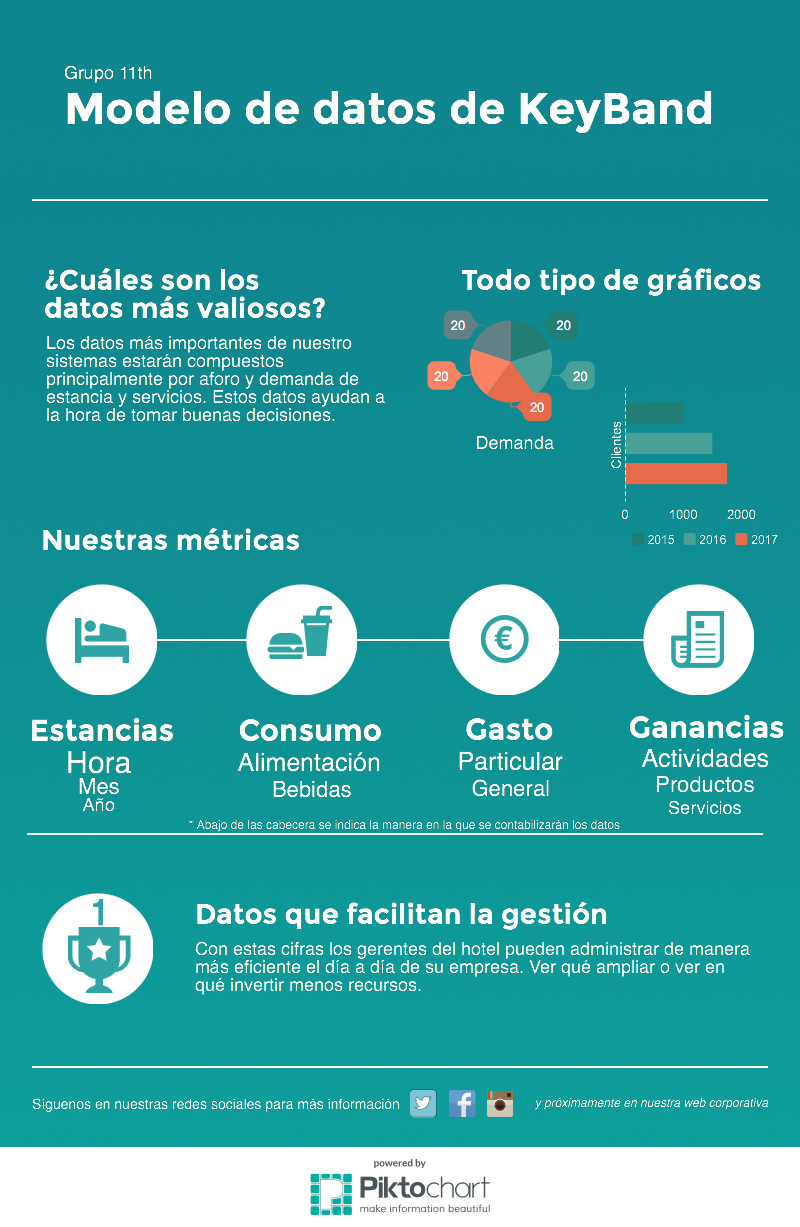 Grupo 11th
Modelo de datos de KeyBand
¿Cuáles son los
datos más valiosos?
Los datos más importantes de nuestro
sistemas estarán compuestos
principalmente por aforo y demanda de
estancia y servicios. Estos datos ayudan a
la hora de tomar buenas decisiones.
Todo tipo de gráficos
20
20
20
20
20
Demanda
Clientes
0 1000 2000
2015 2016 2017
Nuestras métricas
€
Estancias
Hora
Mes
Año
Consumo
Alimentación
Bebidas
Gasto
Particular
General
Ganancias
Actividades
Productos
Servicios
* Abajo de las cabecera se indica la manera en la que se contabilizarán los datos
1
Datos que facilitan la gestión
Con estas cifras los gerentes del hotel pueden administrar de manera
más eficiente el día a día de su empresa. Ver qué ampliar o ver en
qué invertir menos recursos.
Síguenos en nuestras redes sociales para más información
f
y próximamente en nuestra web corporativa
powered by
Piktochart
make information beautiful